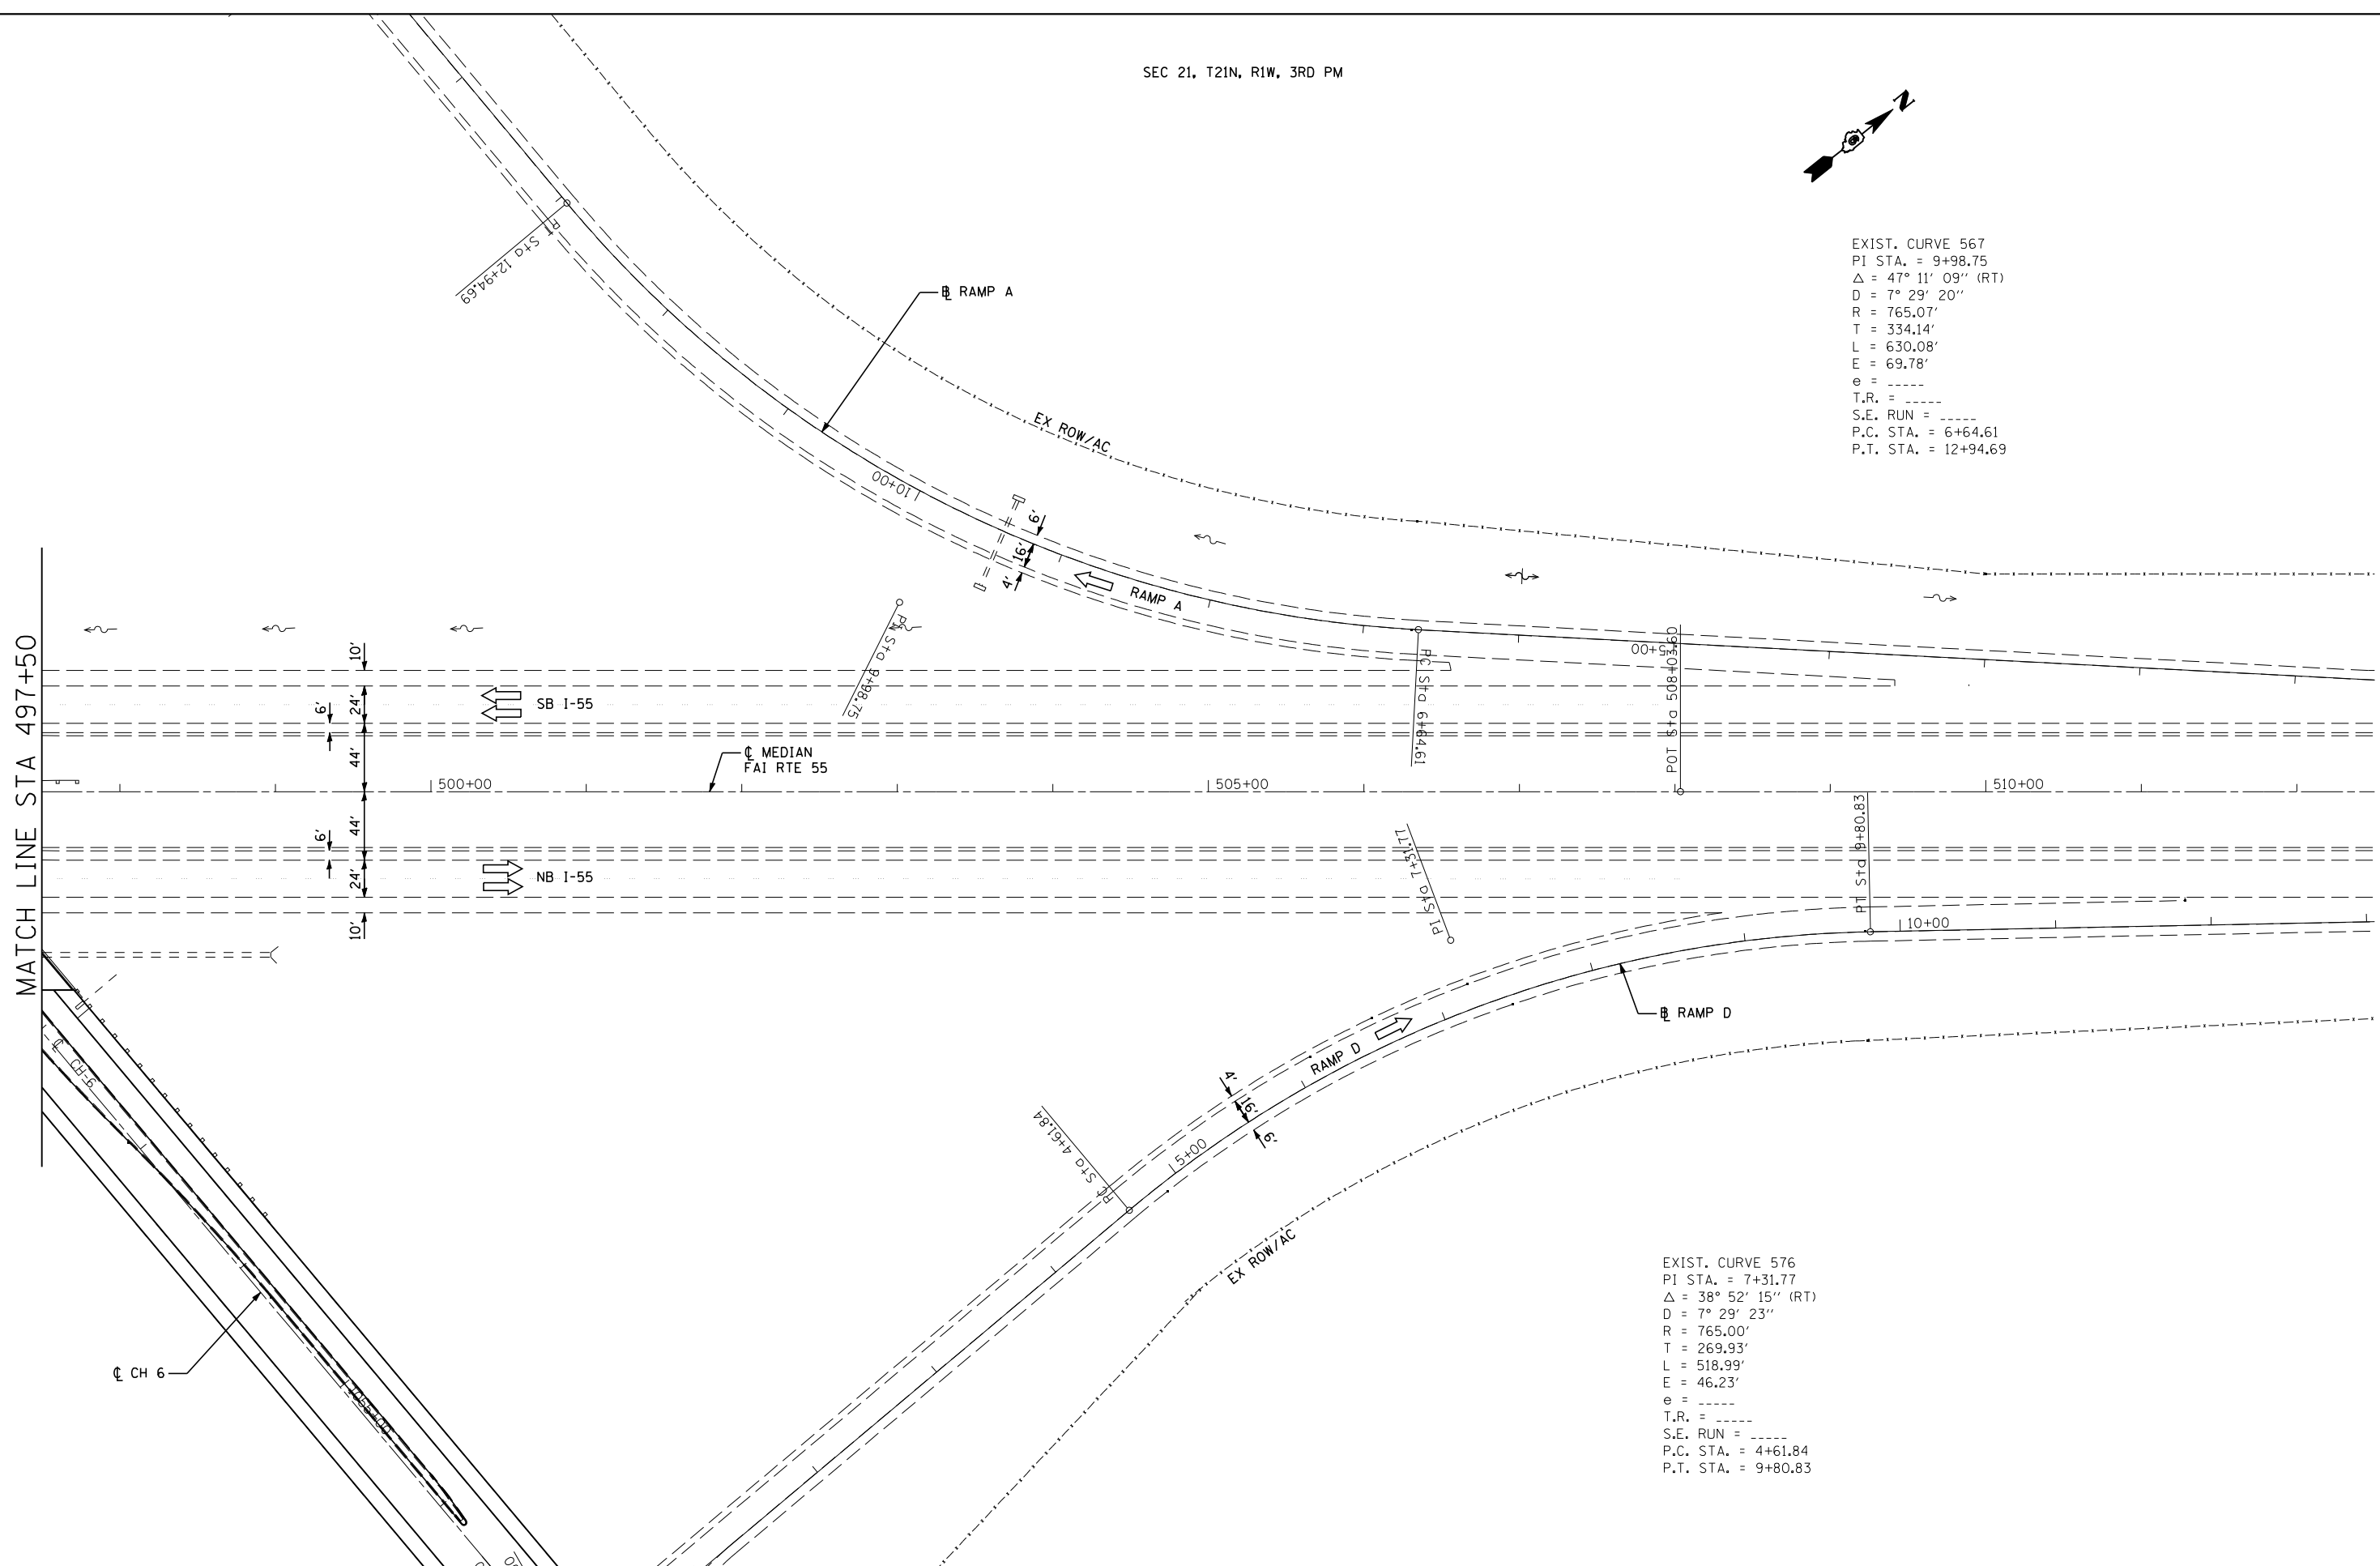 SEC 21, T21N, R1W, 3RD PM
N
EXIST. CURVE 567
PI STA. = 9+98.75
Δ = 47° 11' 09'' (RT)
D = 7° 29' 20''
R = 765.07'
T = 334.14'
L = 630.08'
E = 69.78'
e = _____
T.R. = _____
S.E. RUN = _____
P.C. STA. = 6+64.61
P.T. STA. = 12+94.69
PT Sta 12+94.69
℄ RAMP A
EX ROW/AC
10+00
6'
16'
4'
RAMP A
PI Sta 9+98.75
PC Sta 6+64.61
5+00
POT Sta 508+03.60
MATCH LINE STA 497+50
10'
24'
6'
44'
SB I-55
℄ MEDIAN
FAI RTE 55
500+00
505+00
510+00
44'
6'
24'
10'
NB I-55
PI Sta 7+31.77
PT Sta 9+80.83
10+00
℄ RAMP D
RAMP D
4'
16'
6'
5+00
PC Sta 4+61.84
EX ROW/AC
℄ CH-6
℄ CH 6
1065+00
EXIST. CURVE 576
PI STA. = 7+31.77
Δ = 38° 52' 15'' (RT)
D = 7° 29' 23''
R = 765.00'
T = 269.93'
L = 518.99'
E = 46.23'
e = _____
T.R. = _____
S.E. RUN = _____
P.C. STA. = 4+61.84
P.T. STA. = 9+80.83